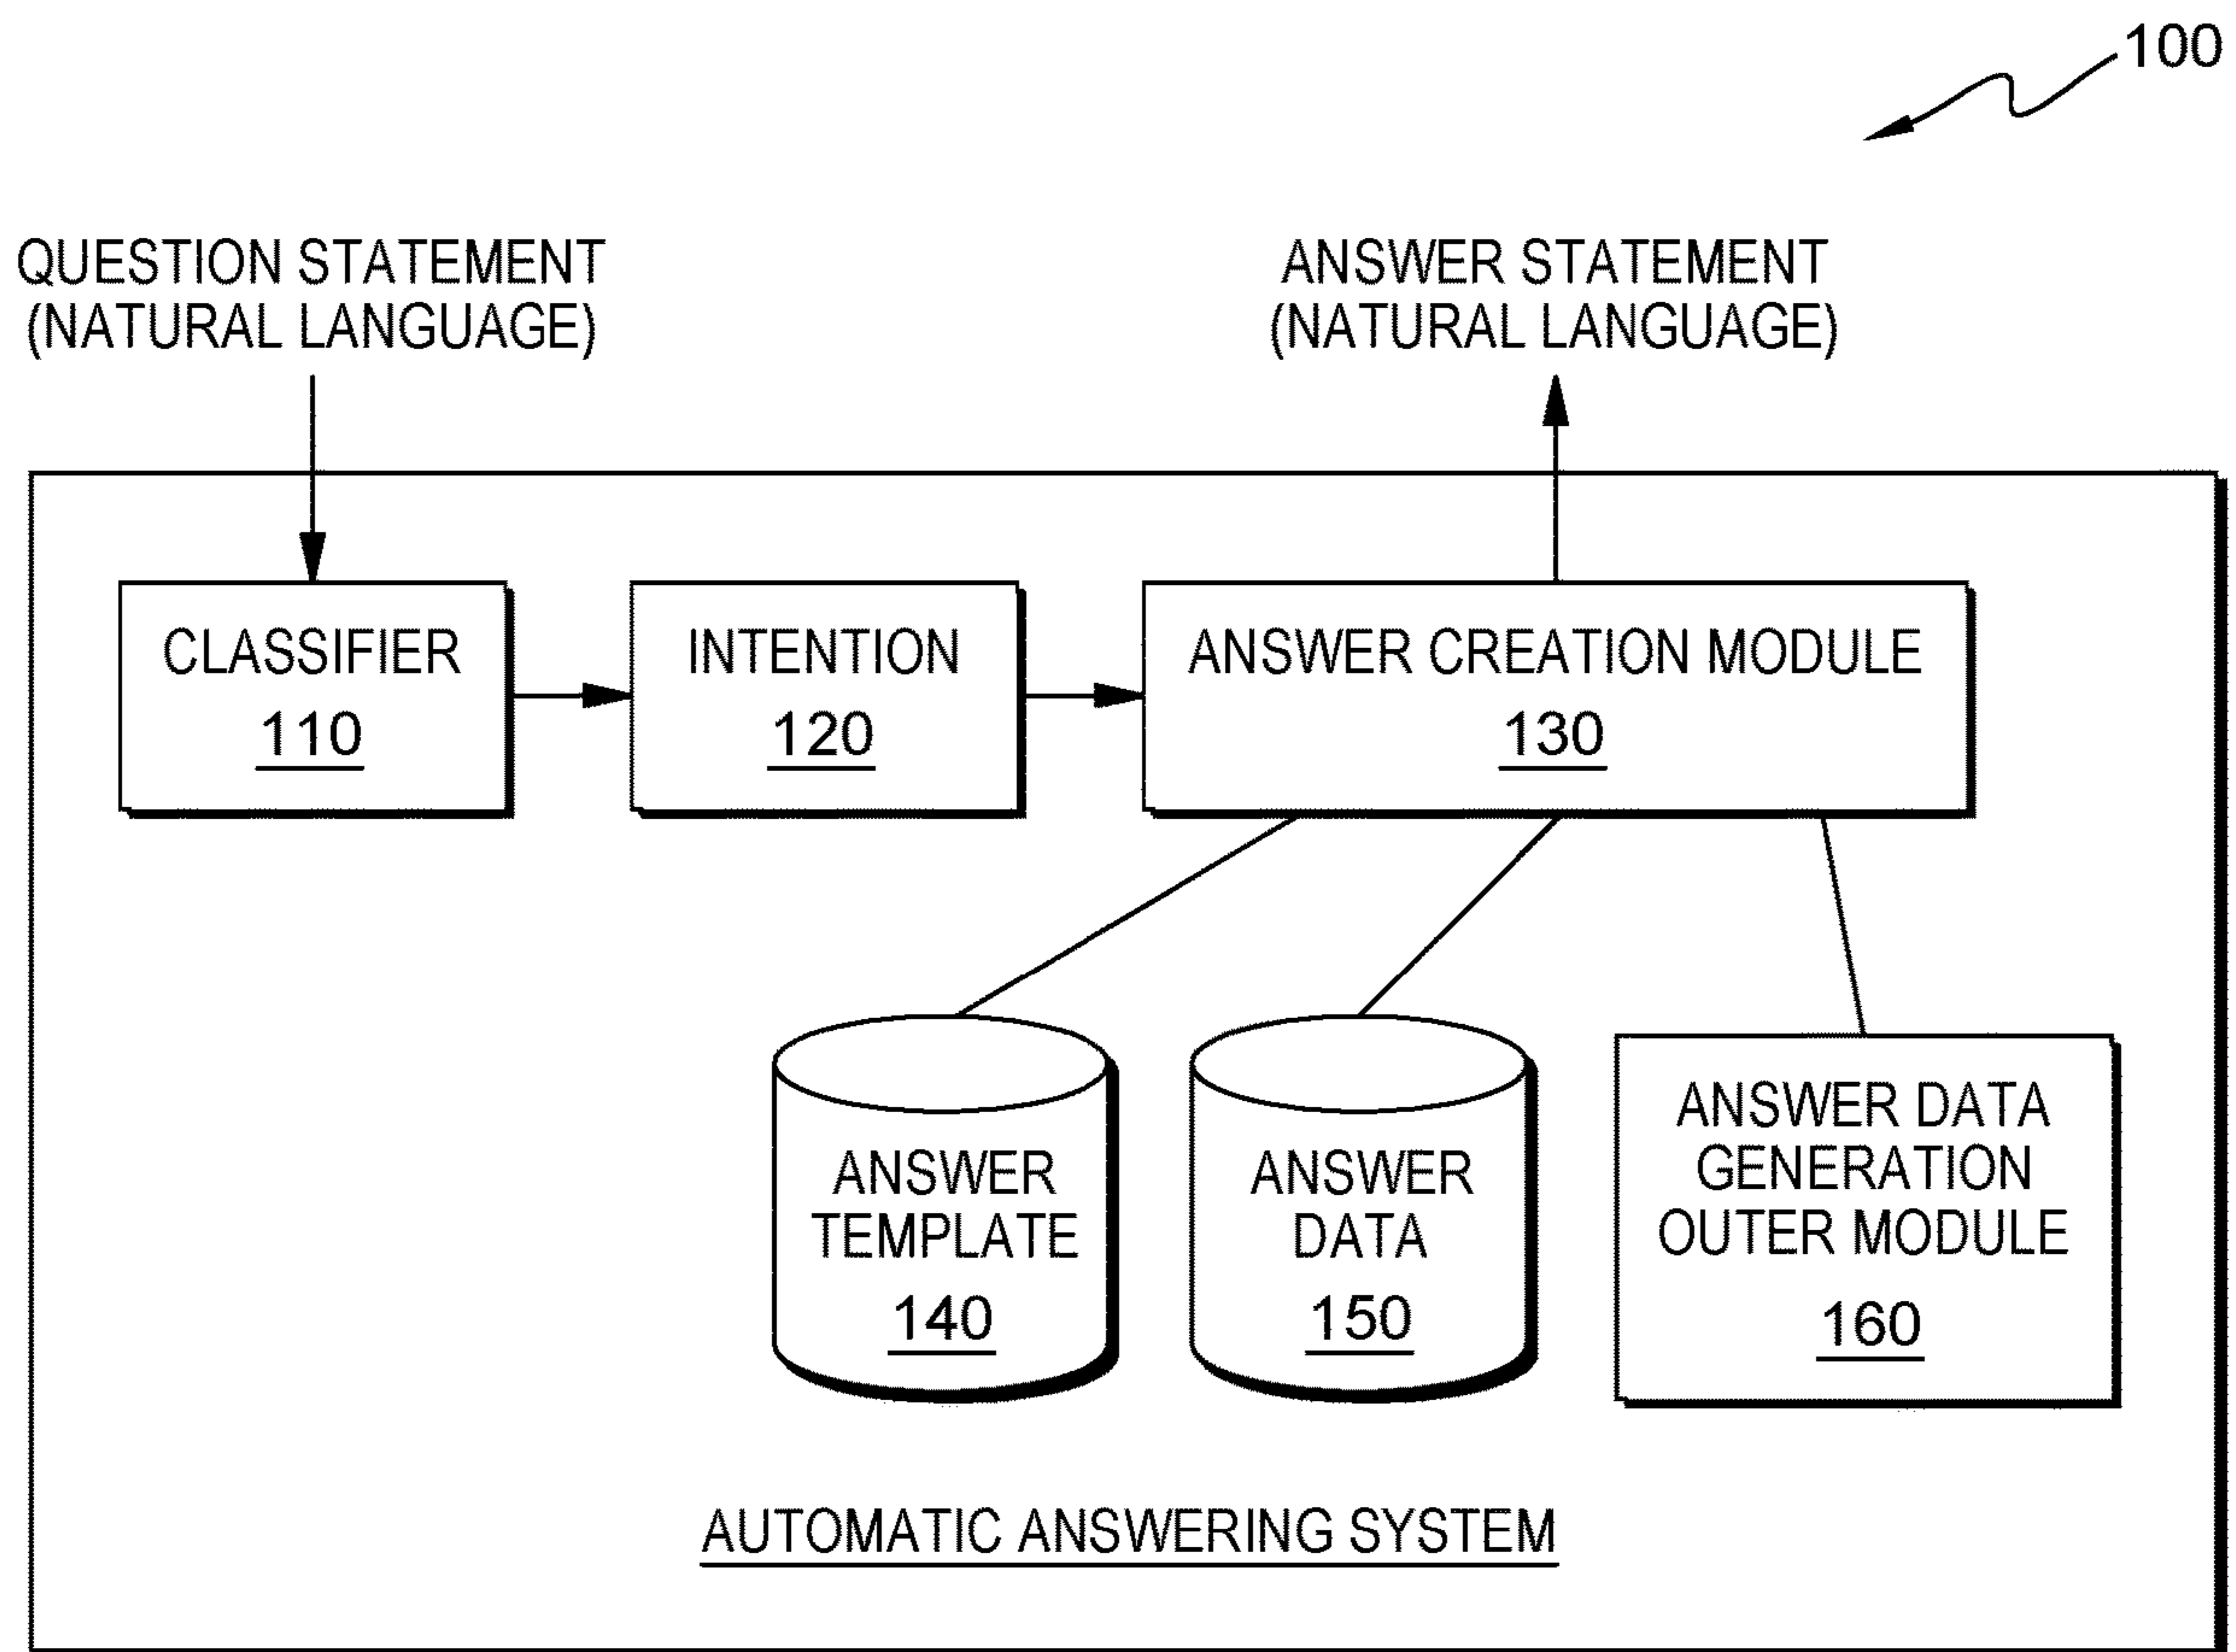 100
QUESTION STATEMENT
(NATURAL LANGUAGE)
ANSWER STATEMENT
(NATURAL LANGUAGE)
CLASSIFIER
110
INTENTION
120
ANSWER CREATION MODULE
130
ANSWER
TEMPLATE
140
ANSWER
DATA
150
ANSWER DATA
GENERATION
OUTER MODULE
160
AUTOMATIC ANSWERING SYSTEM